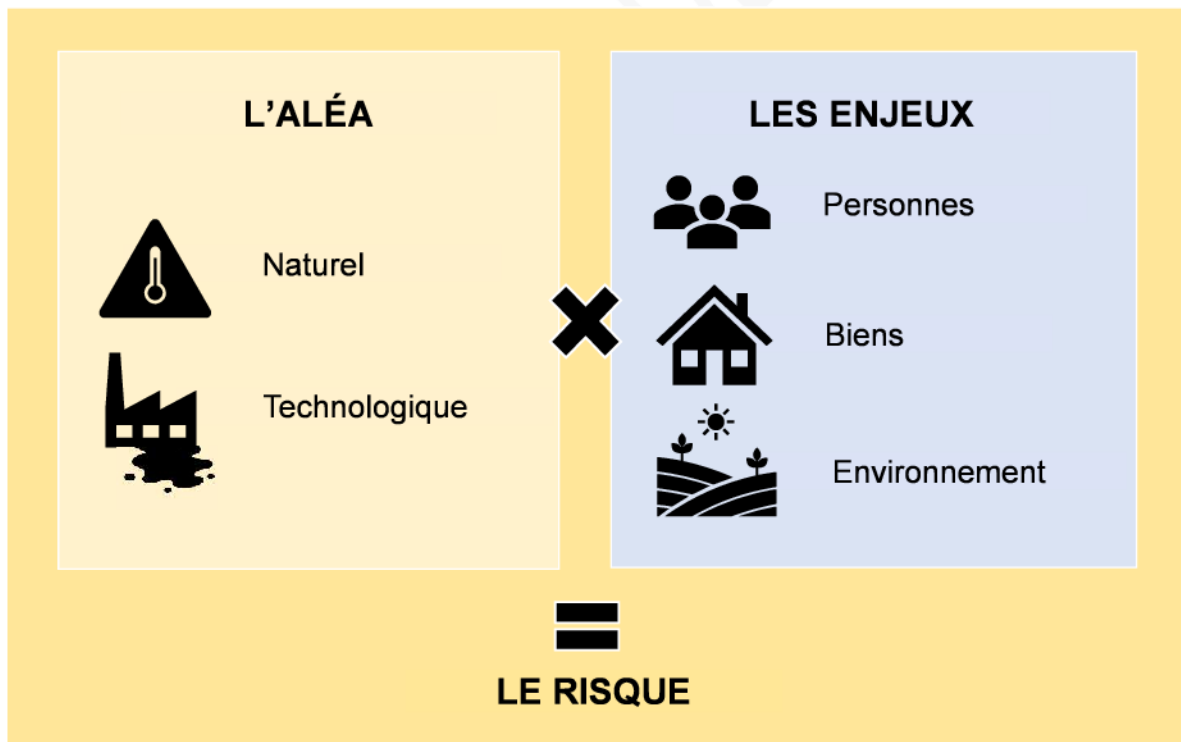 L'ALÉA
Naturel
Technologique
LES ENJEUX
Personnes
Biens
Environnement
LE RISQUE